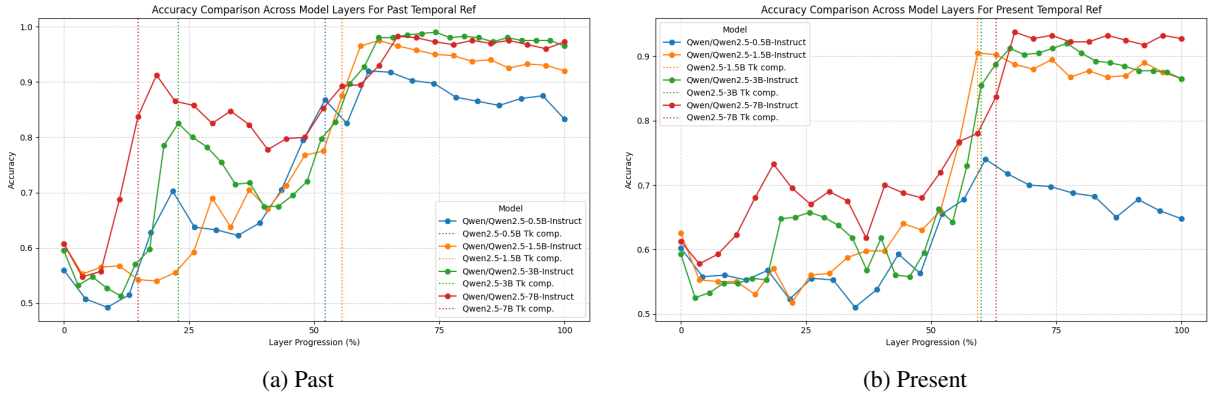 Accuracy Comparison Across Model Layers For Past Temporal Ref
1.0
0.9
0.8
0.7
0.6
0.5
Accuracy
0
25
50
75
100
Layer Progression (%)
Model
Qwen/Qwen2.5-0.5B-Instruct
Qwen2.5-0.5B Tk comp.
Qwen/Qwen2.5-1.5B-Instruct
Qwen2.5-1.5B Tk comp.
Qwen/Qwen2.5-3B-Instruct
Qwen2.5-3B Tk comp.
Qwen/Qwen2.5-7B-Instruct
Qwen2.5-7B Tk comp.
(a) Past
Accuracy Comparison Across Model Layers For Present Temporal Ref
Model
Qwen/Qwen2.5-0.5B-Instruct
Qwen/Qwen2.5-1.5B-Instruct
Qwen2.5-1.5B Tk comp.
Qwen/Qwen2.5-3B-Instruct
Qwen2.5-3B Tk comp.
Qwen/Qwen2.5-7B-Instruct
Qwen2.5-7B Tk comp.
0.9
0.8
0.7
0.6
0.5
Accuracy
0
25
50
75
100
Layer Progression (%)
(b) Present